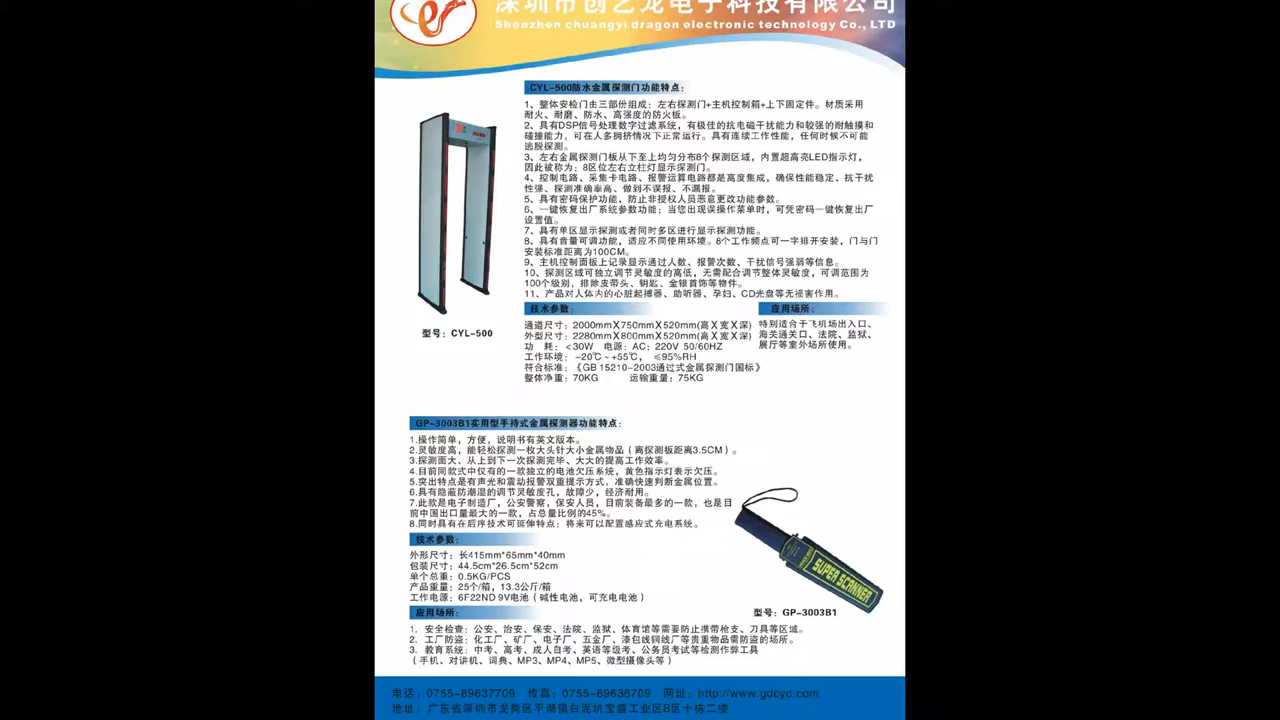 深圳市创艺龙电子科技有限公司
Shenzhen chuangyi dragon electronic technology Co., LTD
CYL-500防水金属探测门功能特点:
1、整体安检门由三部份组成: 左右探测门+主机控制箱+上下固定件。材质采用
耐火、耐磨、防水、高强度的防火板。
2、具有DSP信号处理数字过滤系统, 有极佳的抗电磁干扰能力和较强的耐触摸和
碰撞能力, 可在人多拥挤情况下正常运行。具有连续工作性能, 任何时候不可能
逃脱探测。
3、左右金属探测门板从下至上均匀分布8个探测区域, 内置超高亮LED指示灯,
因此被称为: 8区位左右立柱灯显示探测门。
4、控制电路、采集卡电路、报警运算电路都是高度集成, 确保性能稳定、抗干扰
性强、探测准确率高、做到不误报、不漏报。
5、具有密码保护功能, 防止非授权人员恶意更改功能参数。
6、一键恢复出厂系统参数功能: 当您出现误操作菜单时, 可凭密码一键恢复出厂
设置值。
7、具有单区显示探测或者同时多区进行显示探测功能。
8、具有音量可调功能, 适应不同使用环境。8个工作频点可一字排开安装, 门与门
安装标准距离为100CM。
9、主机控制面板上记录显示通过人数、报警次数、干扰信号强弱等信息。
10、探测区域可独立调节灵敏度的高低, 无需配合调节整体灵敏度, 可调范围为
100个级别, 排除皮带头、钥匙、金银首饰等物件。
11、产品对人体内的心脏起搏器、助听器、孕妇、CD光盘等无损害作用。
型号: CYL-500
技术参数:
通道尺寸: 2000mmX750mmX520mm(高X宽X深)
外型尺寸: 2280mmX800mmX520mm(高X宽X深)
功 耗: <30W 电源: AC: 220V 50/60HZ
工作环境: -20℃~+55℃, ≤95%RH
符合标准: 《GB 15210-2003通过式金属探测门国标》
整体净重: 70KG 运输重量: 75KG
应用场所:
特别适合于飞机场出入口、
海关通关口、法院、监狱、
展厅等室外场所使用。
GP-3003B1实用型手持式金属探测器功能特点:
1.操作简单, 方便, 说明书有英文版本。
2.灵敏度高, 能轻松探测一枚大头针大小金属物品(离探测板距离3.5CM)。
3.探测面大、从上到下一次探测完毕、大大的提高工作效率。
4.目前同款式中仅有的一款独立的电池欠压系统, 黄色指示灯表示欠压。
5.突出特点是有声光和震动报警双重提示方式, 准确快速判断金属位置。
6.具有隐蔽防潮湿的调节灵敏度孔, 故障少, 经济耐用。
7.此款是电子制造厂, 公安警察, 保安人员, 目前装备最多的一款, 也是目
前中国出口量最大的一款, 占总量比例的45%。
8.同时具有在后序技术可延伸特点: 将来可以配置感应式充电系统。
技术参数:
外形尺寸: 长415mm*65mm*40mm
包装尺寸: 44.5cm*26.5cm*52cm
单个总重: 0.5KG/PCS
产品重量: 25个/箱, 13.3公斤/箱
工作电源: 6F22ND 9V电池(碱性电池, 可充电电池)
SUPER SCANNER
型号: GP-3003B1
应用场所:
1. 安全检查: 公安、治安、保安、法院、监狱、体育馆等需要防止携带枪支、刀具等区域。
2. 工厂防盗: 化工厂、矿厂、电子厂、五金厂、漆包线铜线厂等贵重物品需防盗的场所。
3. 教育系统: 中考、高考、成人自考、英语等级考、公务员考试等检测作弊工具
(手机、对讲机、词典、MP3、MP4、MP5、微型摄像头等)
电话: 0755-89637709 传真: 0755-89636709 网址: http://www.gdcyd.com
地址: 广东省深圳市龙岗区平湖镇白泥坑宝盛工业区B区十栋二楼